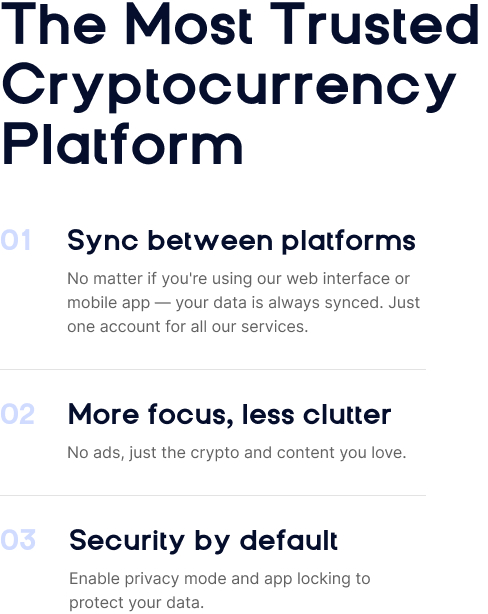 The Most Trusted
Cryptocurrency
Platform
01 Sync between platforms
No matter if you're using our web interface or
mobile app — your data is always synced. Just
one account for all our services.
02 More focus, less clutter
No ads, just the crypto and content you love.
03 Security by default
Enable privacy mode and app locking to
protect your data.